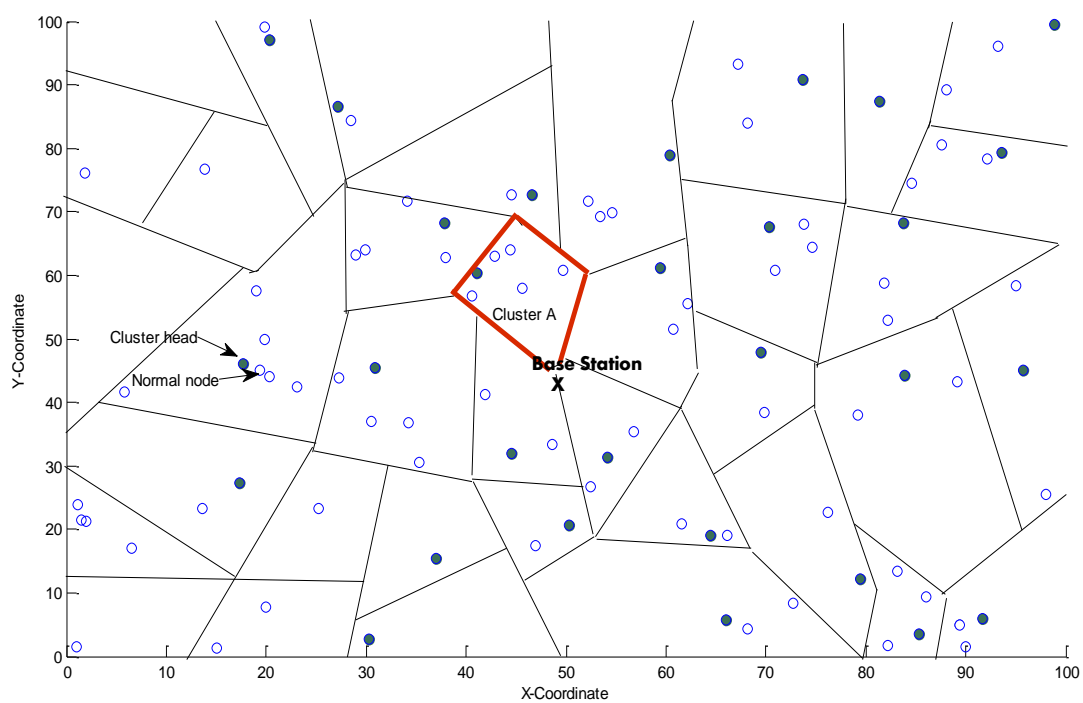 100
90
80
70
60
50
40
30
20
10
0
Y-Coordinate
Cluster head
Normal node
Cluster A
Base Station
X
0 10 20 30 40 50 60 70 80 90 100
X-Coordinate